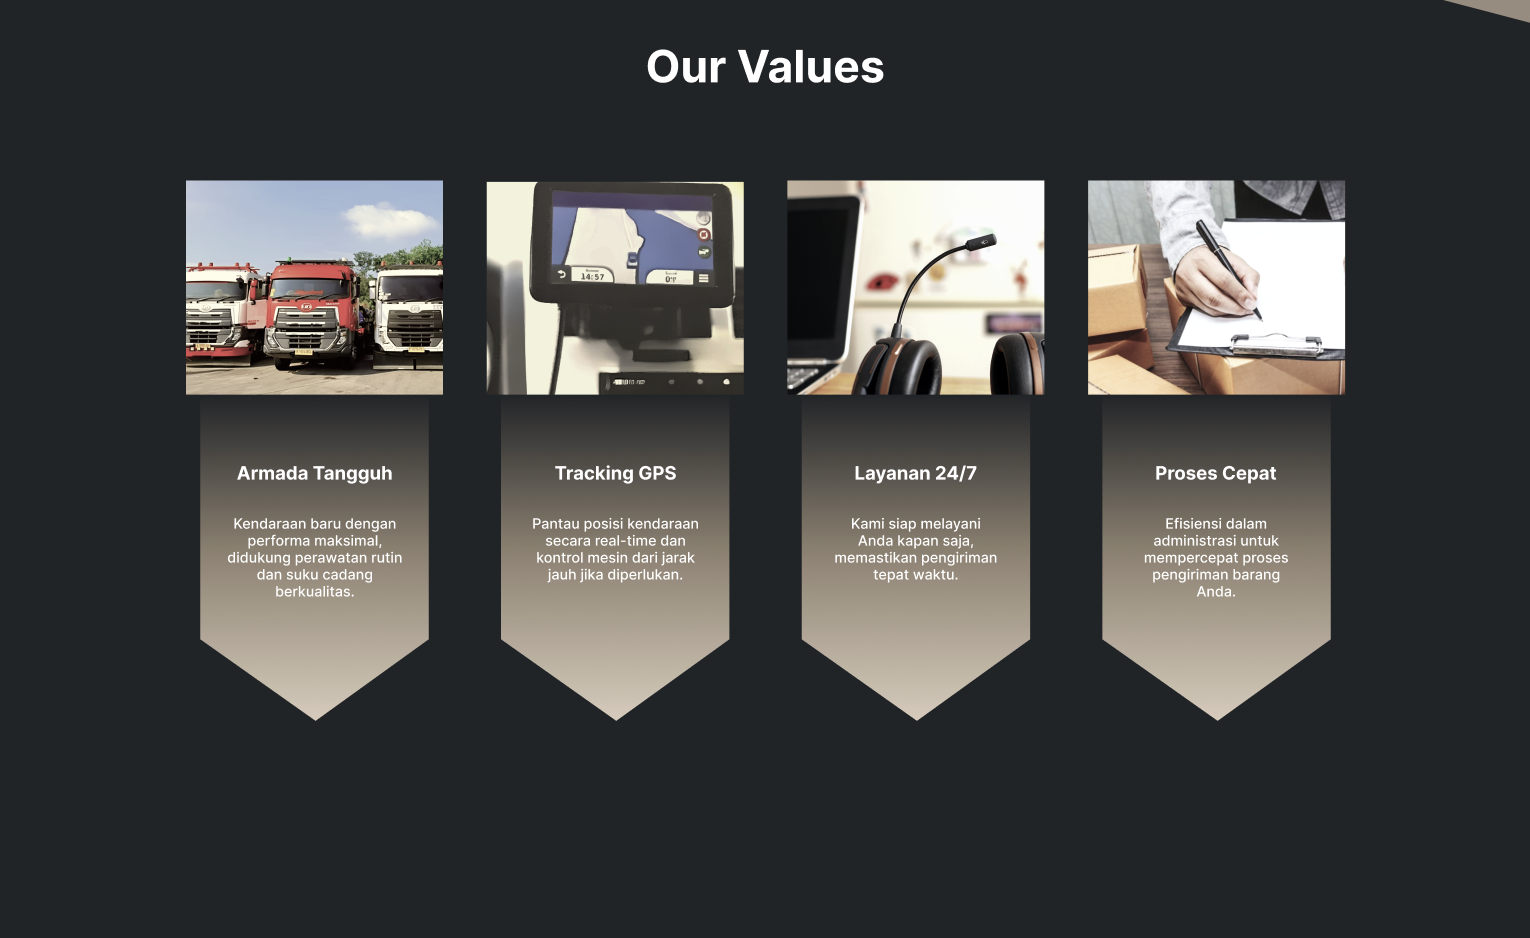 Our Values
14:57
Armada Tangguh
Kendaraan baru dengan
performa maksimal,
didukung perawatan rutin
dan suku cadang
berkualitas.
Tracking GPS
Pantau posisi kendaraan
secara real-time dan
kontrol mesin dari jarak
jauh jika diperlukan.
Layanan 24/7
Kami siap melayani
Anda kapan saja,
memastikan pengiriman
tepat waktu.
Proses Cepat
Efisiensi dalam
administrasi untuk
mempercepat proses
pengiriman barang
Anda.